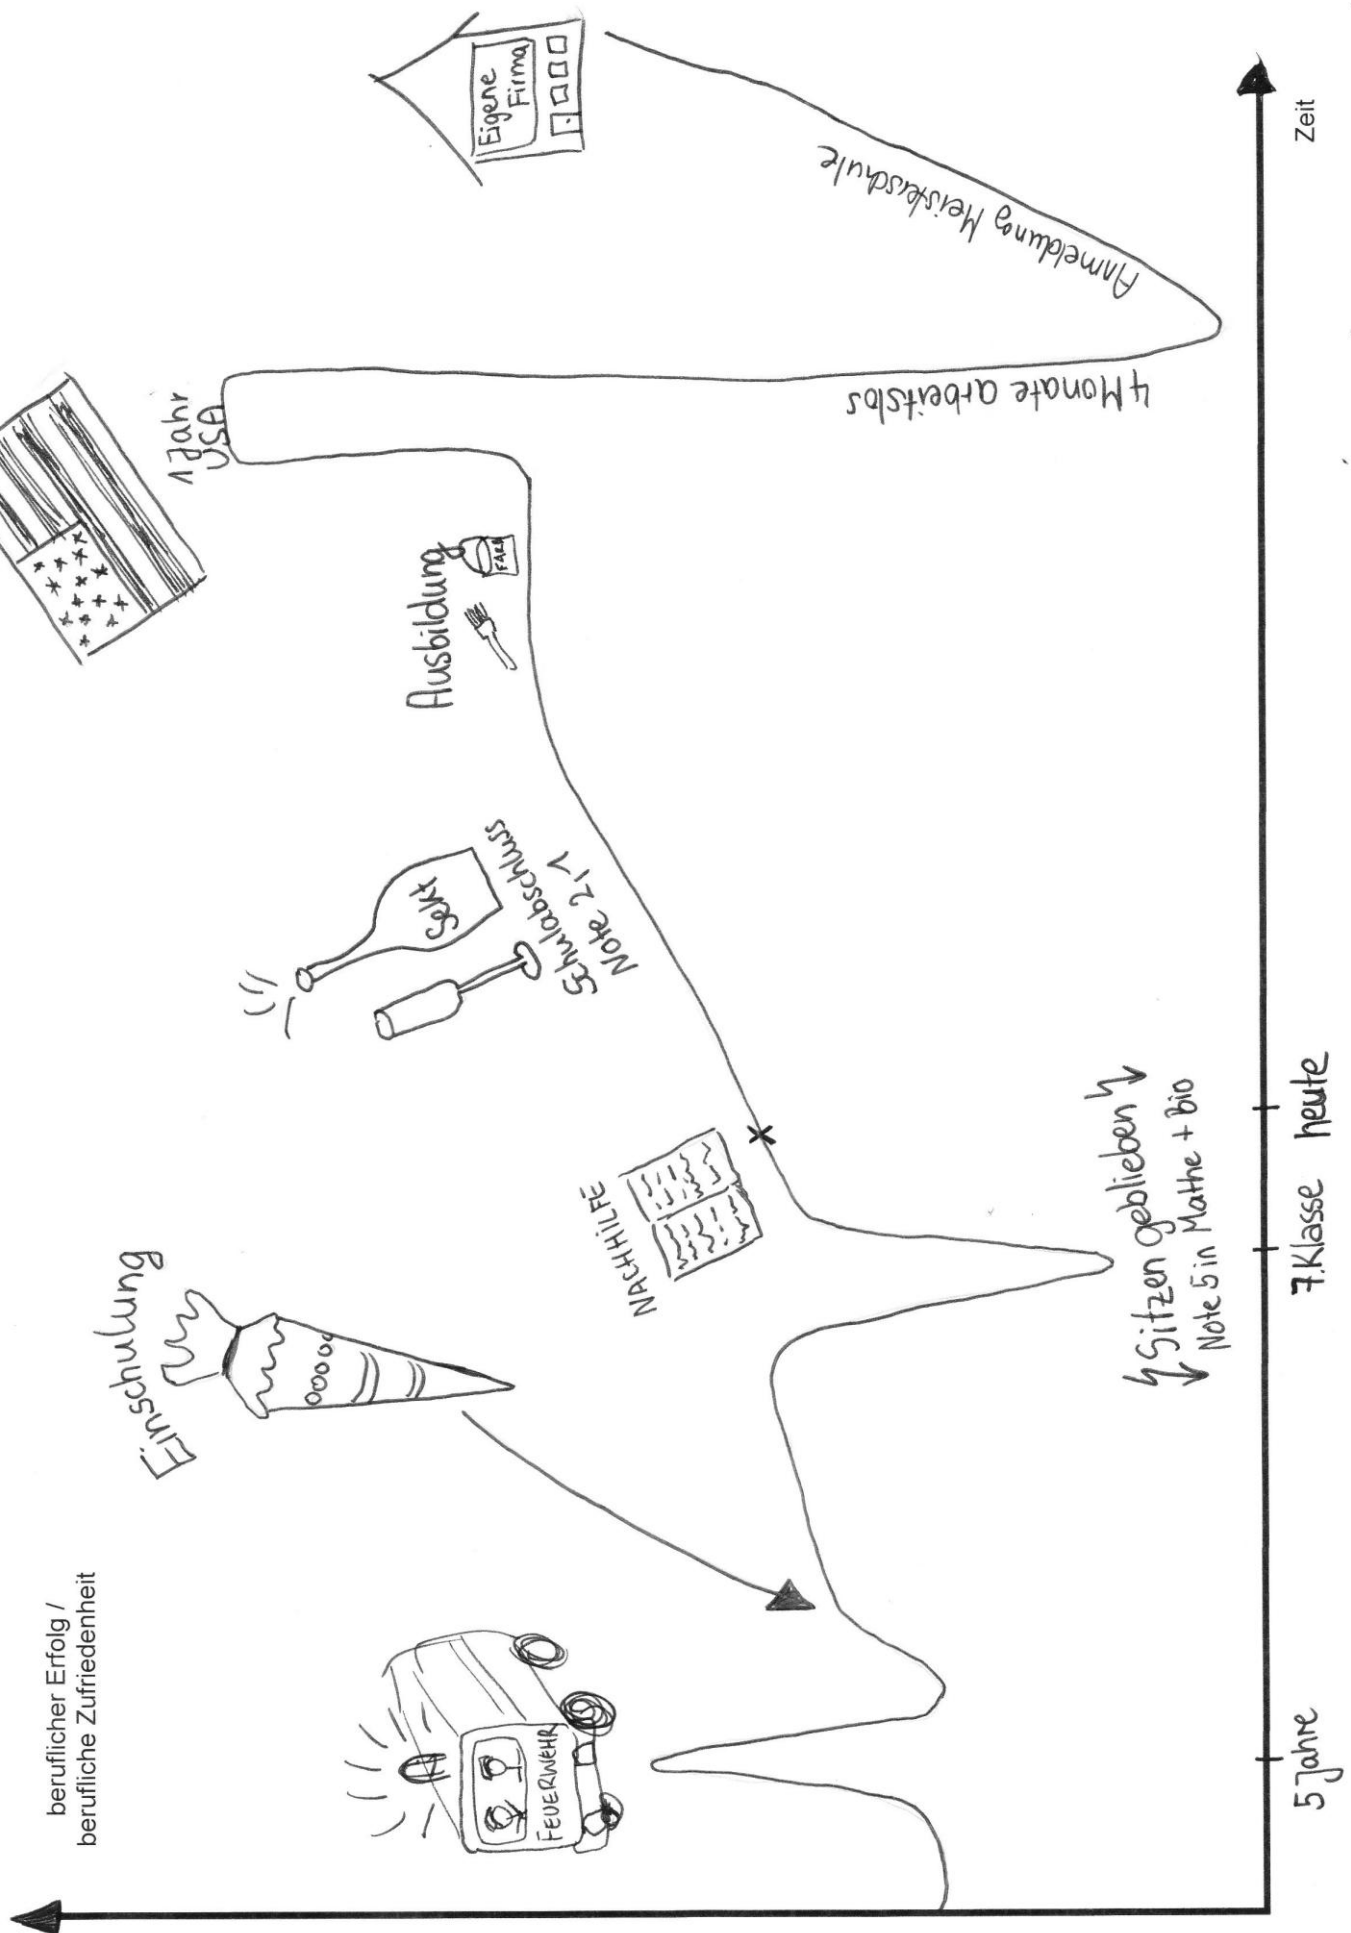 beruflicher Erfolg /
berufliche Zufriedenheit
FEUERWEHR
Einschulung
NACHHILFE
Sekt
Schulabschluss
Note 2,1
Ausbildung
FARB
1 Jahr
USA
4 Monate arbeitslos
Anmeldung Meisterschule
Eigene
Firma
Sitzen geblieben
Note 5 in Mathe + Bio
5 Jahre
7. Klasse
heute
Zeit